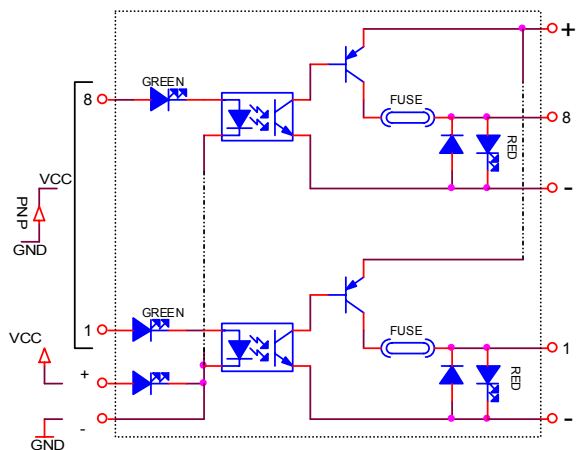 +
GREEN
8
FUSE
8
RED
VCC
PNP
-
GND
GREEN
1
FUSE
1
VCC
RED
+
-
-
GND